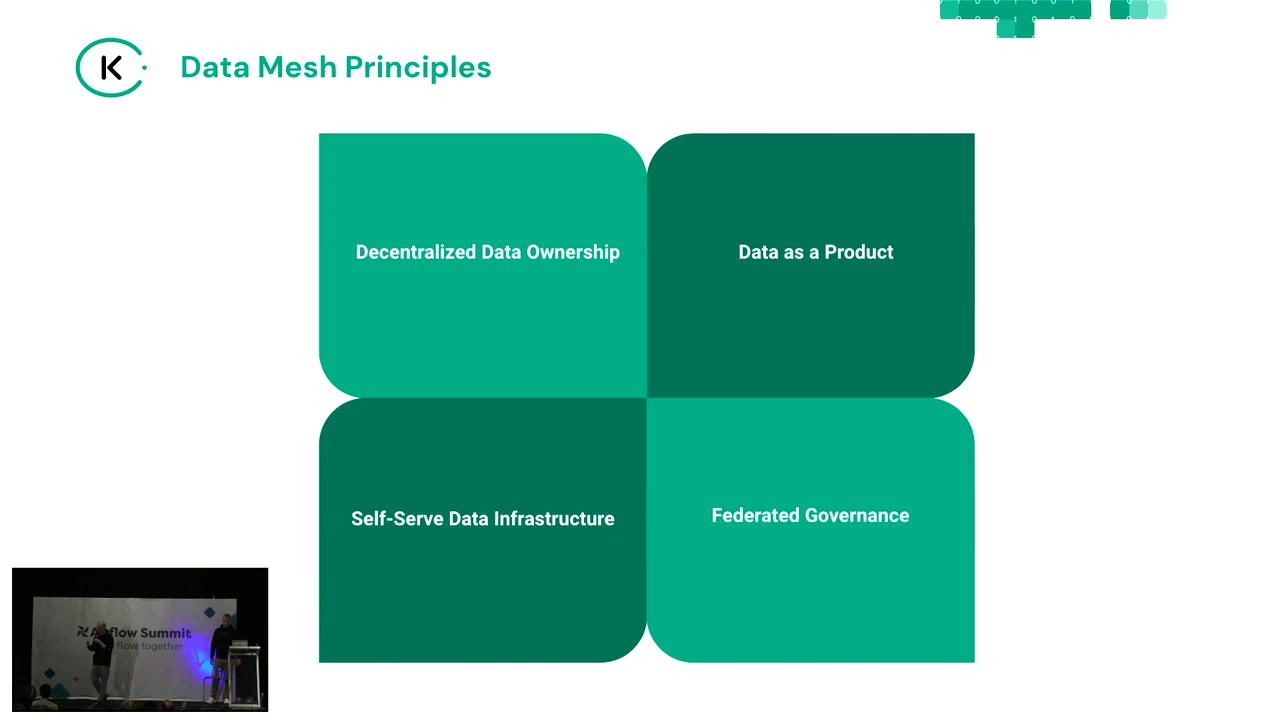 K
Data Mesh Principles
Decentralized Data Ownership
Data as a Product
Self-Serve Data Infrastructure
Federated Governance
Summit
flow together